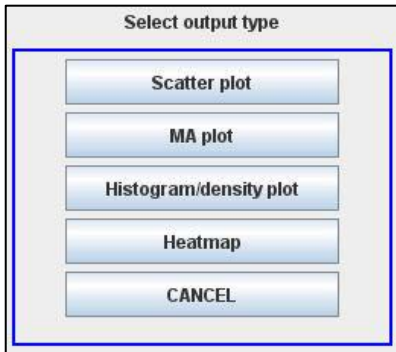 Select output type
Scatter plot
MA plot
Histogram/density plot
Heatmap
CANCEL